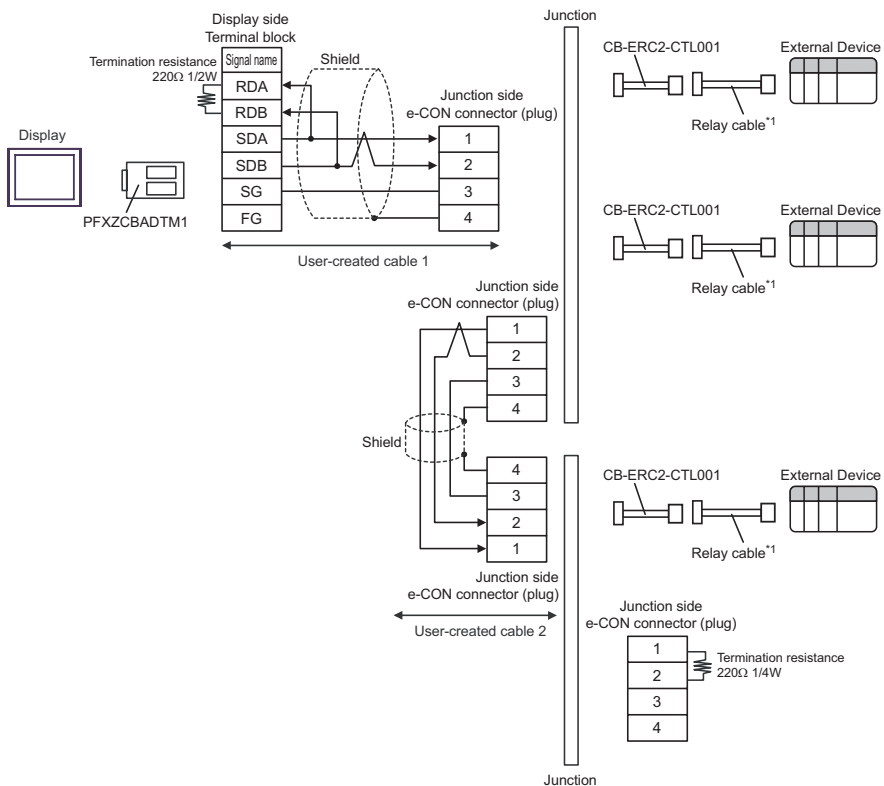 Display side
Terminal block
Junction
Termination resistance
220Ω 1/2W
Signal name
RDA
RDB
SDA
SDB
SG
FG
Shield
Junction side
e-CON connector (plug)
1
2
3
4
Display
PFXZCBADTM1
User-created cable 1
CB-ERC2-CTL001
External Device
Relay cable*1
CB-ERC2-CTL001
External Device
Relay cable*1
Junction side
e-CON connector (plug)
1
2
3
4
Shield
4
3
2
1
Junction side
e-CON connector (plug)
User-created cable 2
CB-ERC2-CTL001
External Device
Relay cable*1
Junction side
e-CON connector (plug)
1
2
3
4
Termination resistance
220Ω 1/4W
Junction